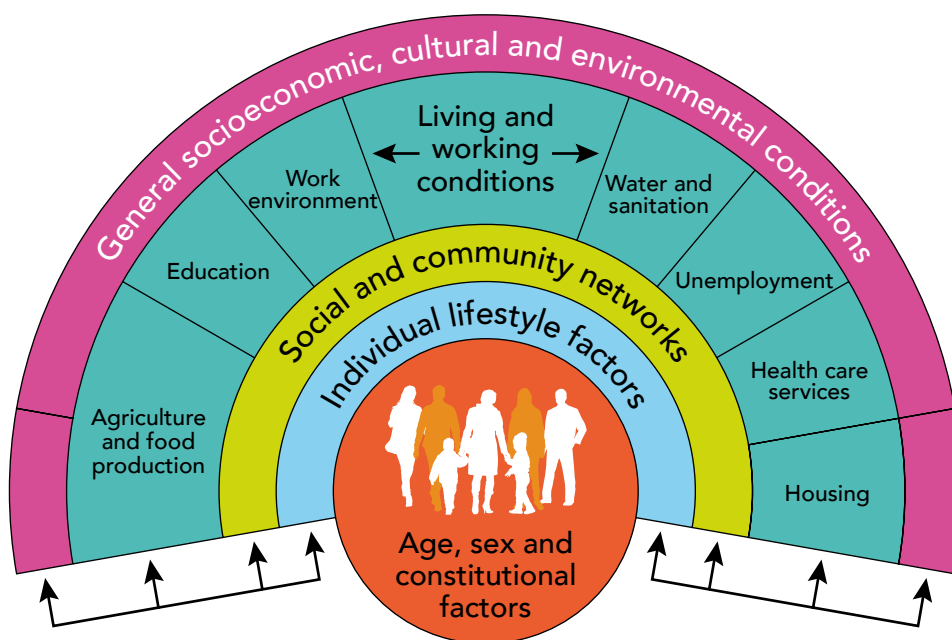 General socioeconomic, cultural and environmental conditions
Living and
working
conditions
Work
environment
Water and
sanitation
Education
Unemployment
Agriculture
and food
production
Health care
services
Housing
Social and community networks
Individual lifestyle factors
Age, sex and
constitutional
factors